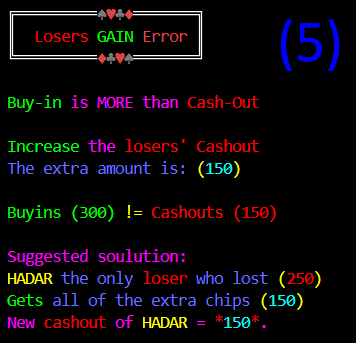 ♠♥♣♦
Losers GAIN Error
♦♣♥♠
(5)
Buy-in is MORE than Cash-Out
Increase the losers' Cashout
The extra amount is: (150)
Buyins (300) != Cashouts (150)
Suggested soulution:
HADAR the only loser who lost (250)
Gets all of the extra chips (150)
New cashout of HADAR = *150*.